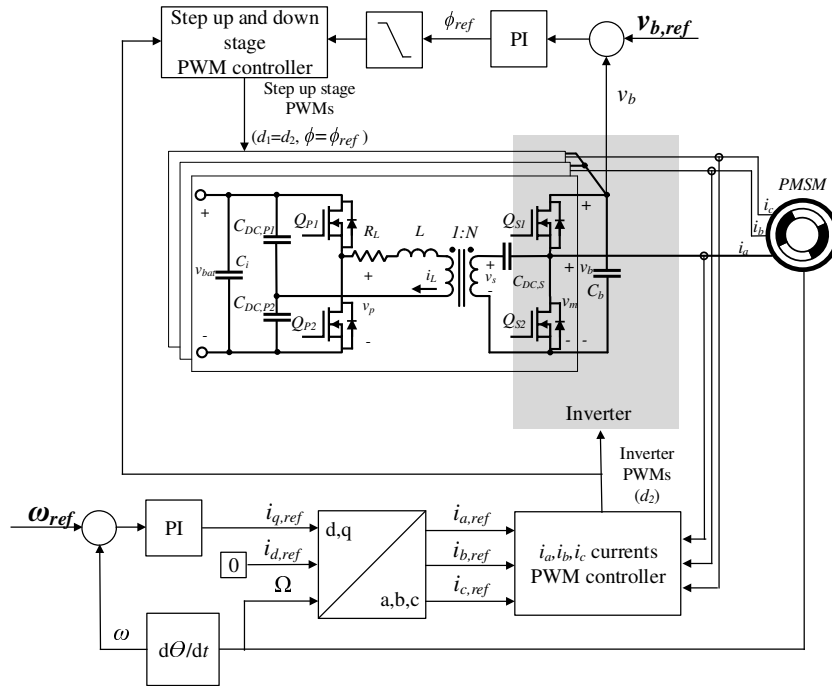 Step up and down
stage
PWM controller
ϕref
PI
vb,ref
vb
Step up stage
PWMs
(d1=d2, ϕ=ϕref)
PMSM
ic
ib
ia
+
vbat
-
Ci
CDC,P1
CDC,P2
QP1
QP2
RL
L
1:N
+
vp
-
iL
+
vs
-
CDC,S
QS1
QS2
+
vm
-
+
vb
-
Cb
Inverter
Inverter
PWMs
(d2)
ωref
PI
iq,ref
id,ref
0
Ω
d,q
a,b,c
ia,ref
ib,ref
ic,ref
ia,ib,ic currents
PWM controller
ω
dΘ/dt